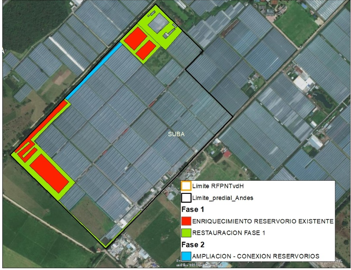 SUBA
Limite RFPNTvdH
Limite_predial_Andes
Fase 1
ENRIQUECIMIENTO RESERVORIO EXISTENTE
RESTAURACION FASE 1
Fase 2
AMPLIACION - CONEXION RESERVORIOS